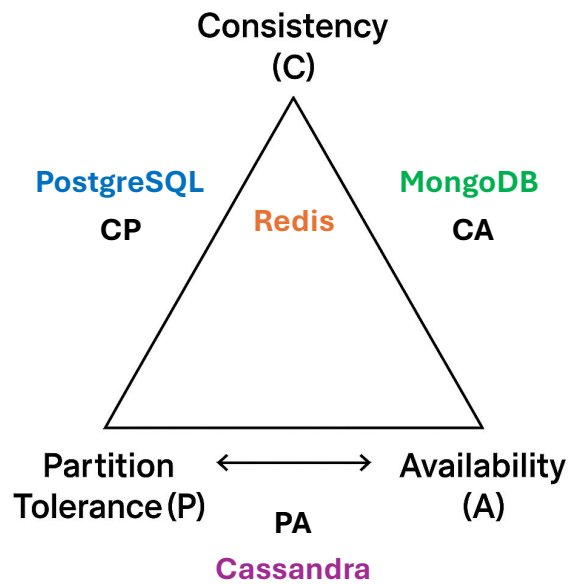 Consistency
(C)
PostgreSQL
MongoDB
CP
Redis
CA
Partition
Tolerance (P)
Availability
(A)
PA
Cassandra